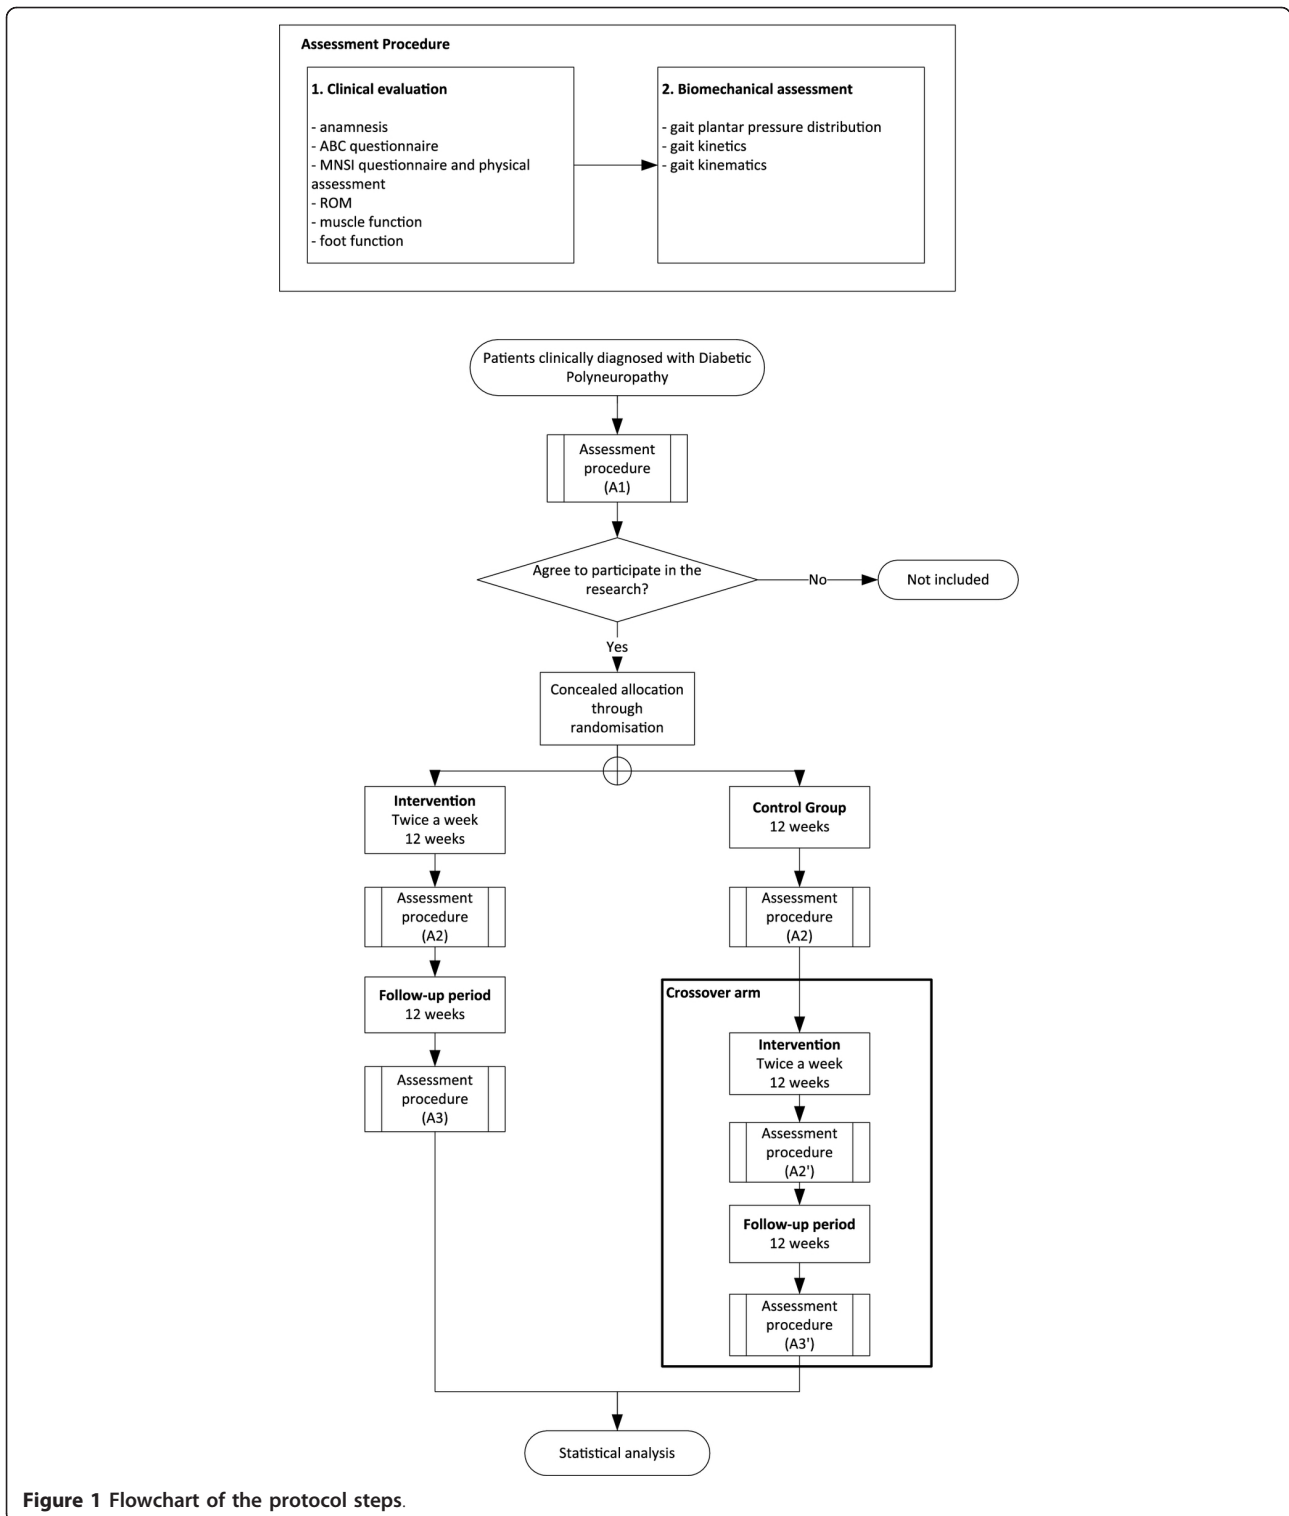 Assessment Procedure
1. Clinical evaluation
- anamnesis
- ABC questionnaire
- MNSI questionnaire and physical
assessment
- ROM
- muscle function
- foot function
2. Biomechanical assessment
- gait plantar pressure distribution
- gait kinetics
- gait kinematics
Patients clinically diagnosed with Diabetic
Polyneuropathy
Assessment
procedure
(A1)
Agree to participate in the
research?
No
Not included
Yes
Concealed allocation
through
randomisation
Intervention
Twice a week
12 weeks
Assessment
procedure
(A2)
Follow-up period
12 weeks
Assessment
procedure
(A3)
Control Group
12 weeks
Assessment
procedure
(A2)
Crossover arm
Intervention
Twice a week
12 weeks
Assessment
procedure
(A2')
Follow-up period
12 weeks
Assessment
procedure
(A3')
Statistical analysis
Figure 1 Flowchart of the protocol steps.